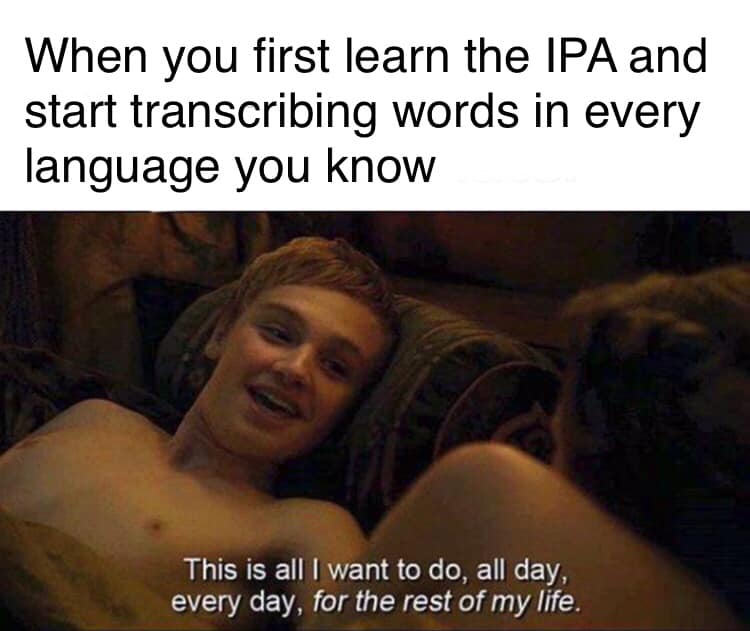 When you first learn the IPA and
start transcribing words in every
language you know
This is all I want to do, all day,
every day, for the rest of my life.